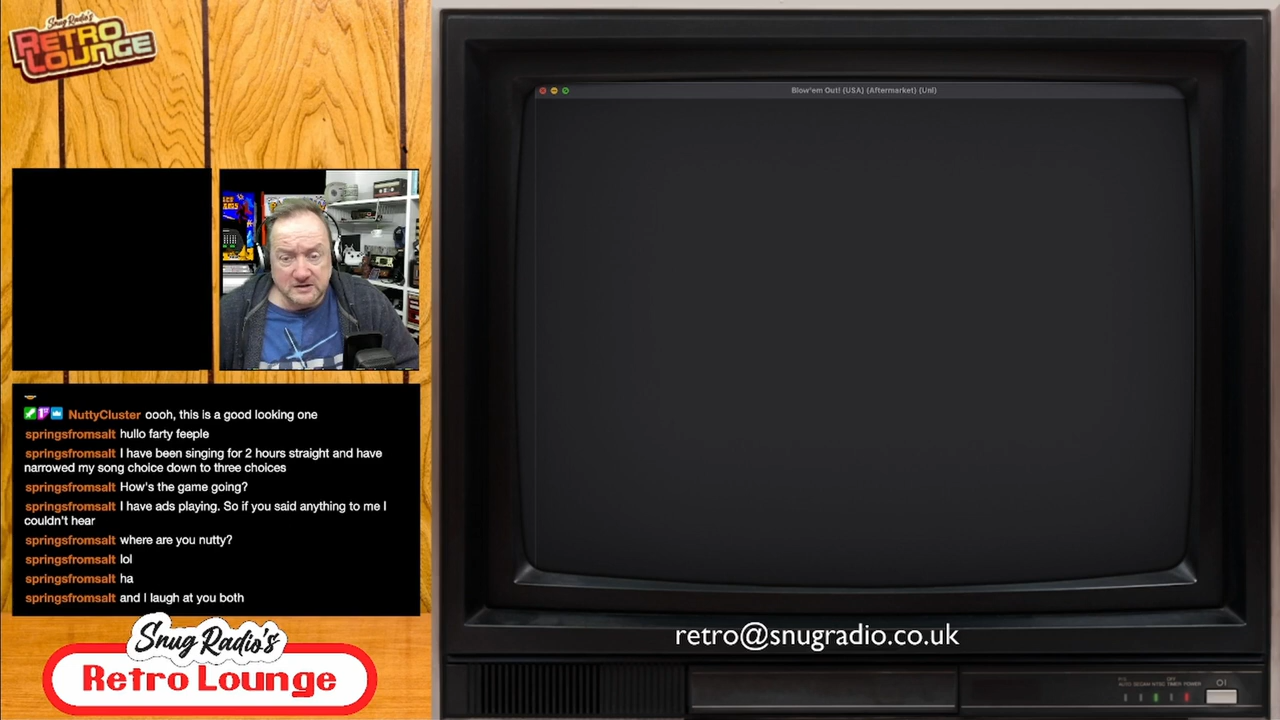 Snug Radio's
RETRO
LOUNGE
Blow'em Out! (USA) (Aftermarket) (Unl)
NuttyCluster oooh, this is a good looking one
springsfromsalt hullo farty feeple
springsfromsalt I have been singing for 2 hours straight and have
narrowed my song choice down to three choices
springsfromsalt How's the game going?
springsfromsalt I have ads playing. So if you said anything to me I
couldn't hear
springsfromsalt where are you nutty?
springsfromsalt lol
springsfromsalt ha
springsfromsalt and I laugh at you both
Snug Radio's
Retro Lounge
retro@snugradio.co.uk
TIMER POWER